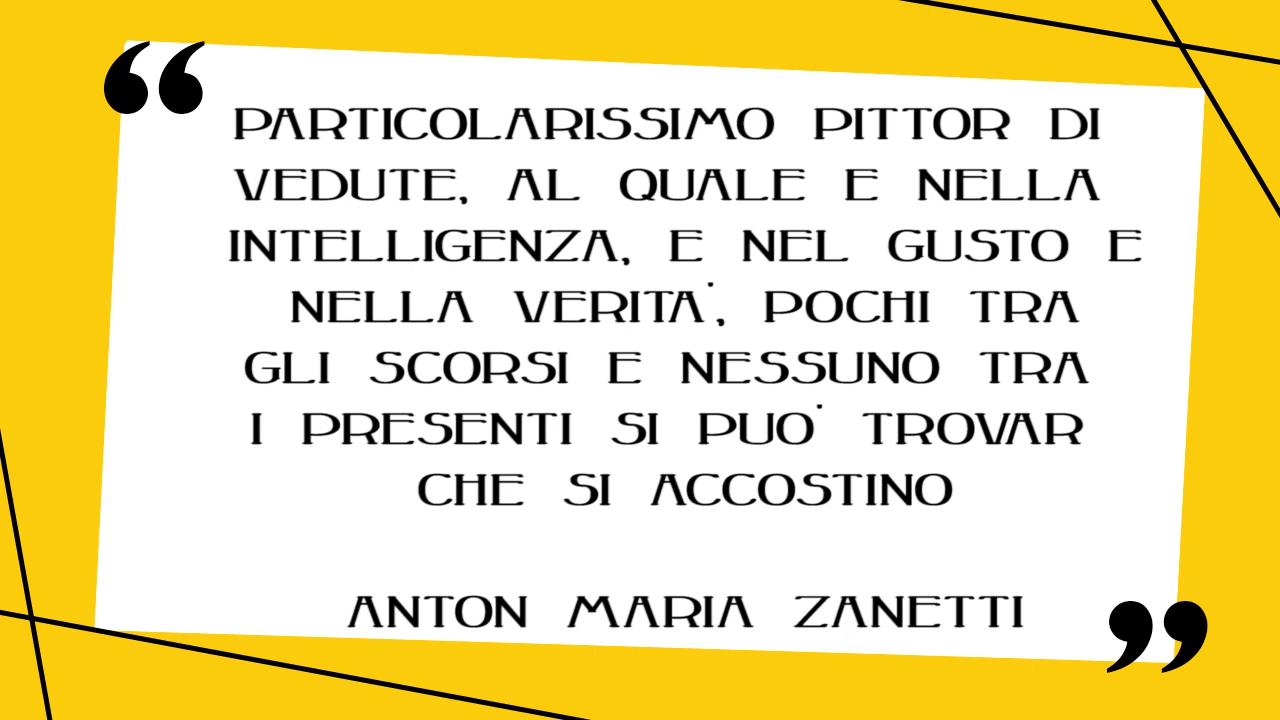 “
PARTICOLARISSIMO PITTOR DI
VEDUTE, AL QUALE E NELLA
INTELLIGENZA, E NEL GUSTO E
NELLA VERITA', POCHI TRA
GLI SCORSI E NESSUNO TRA
I PRESENTI SI PUO' TROVAR
CHE SI ACCOSTINO
ANTON MARIA ZANETTI
”